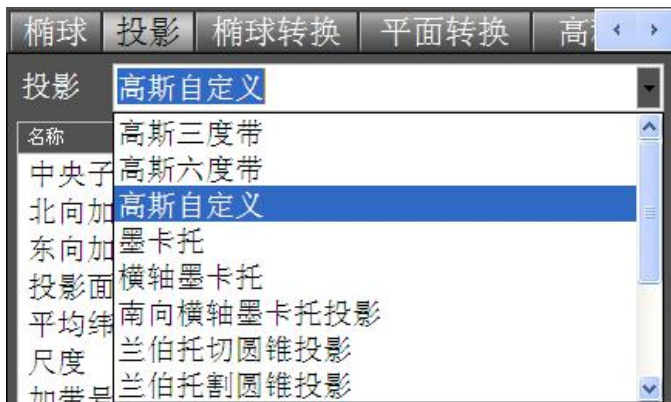 椭球 投影 椭球转换 平面转换 高
投影 高斯自定义
名称
高斯三度带
中央子
高斯六度带
北向加
高斯自定义
东向加
墨卡托
投影面
横轴墨卡托
平均纬
南向横轴墨卡托投影
尺度
兰伯托切圆锥投影
加带号
兰伯托割圆锥投影